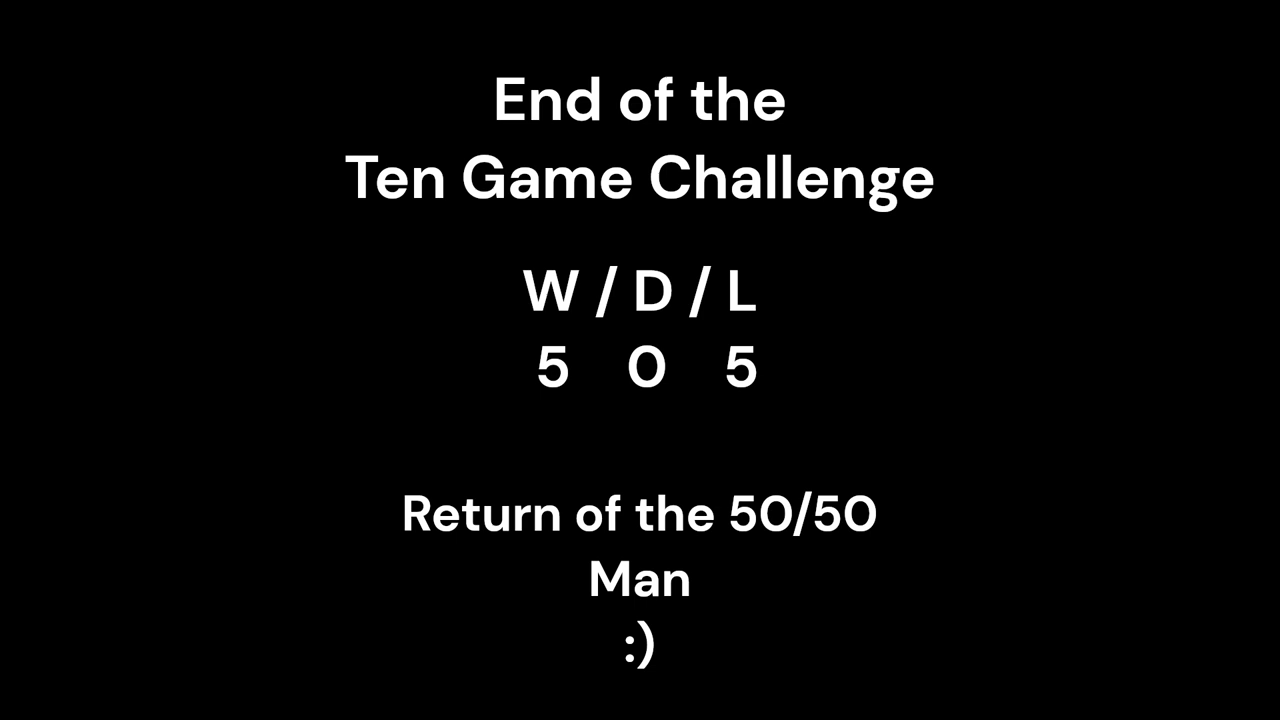 End of the
Ten Game Challenge
W / D / L
5 0 5
Return of the 50/50
Man
:)